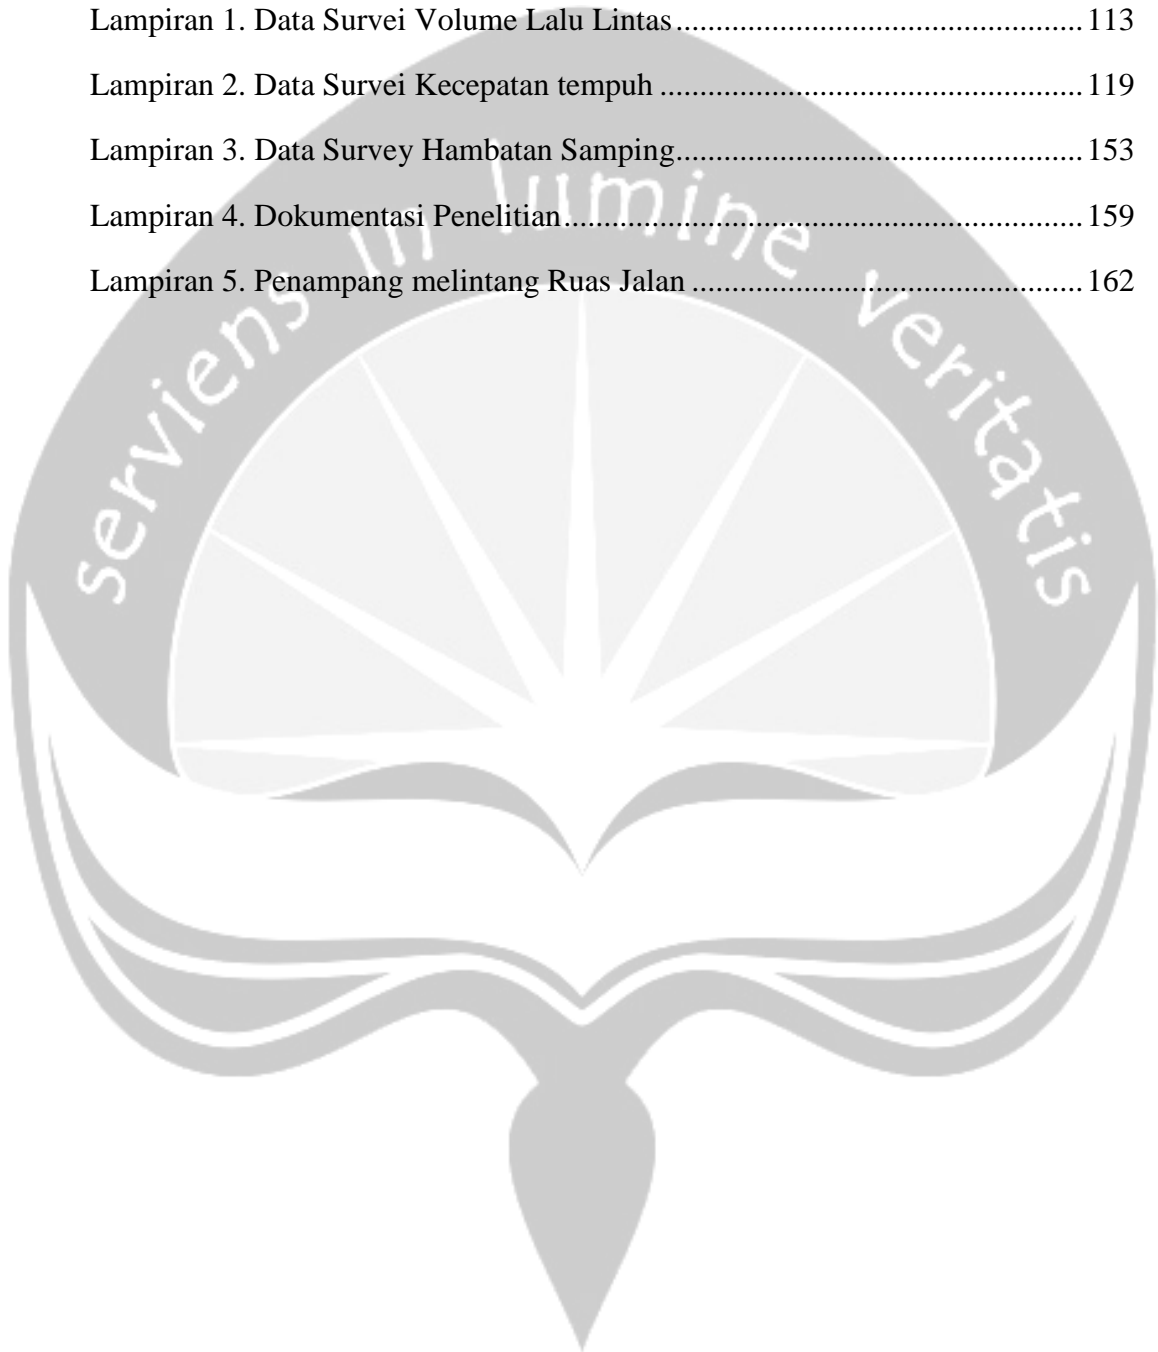 Lampiran 1. Data Survei Volume Lalu Lintas.................................................. 113
Lampiran 2. Data Survei Kecepatan tempuh .................................................... 119
Lampiran 3. Data Survey Hambatan Samping.................................................. 153
Lampiran 4. Dokumentasi Penelitian................................................................ 159
Lampiran 5. Penampang melintang Ruas Jalan ................................................ 162
serviens in lumine veritatis